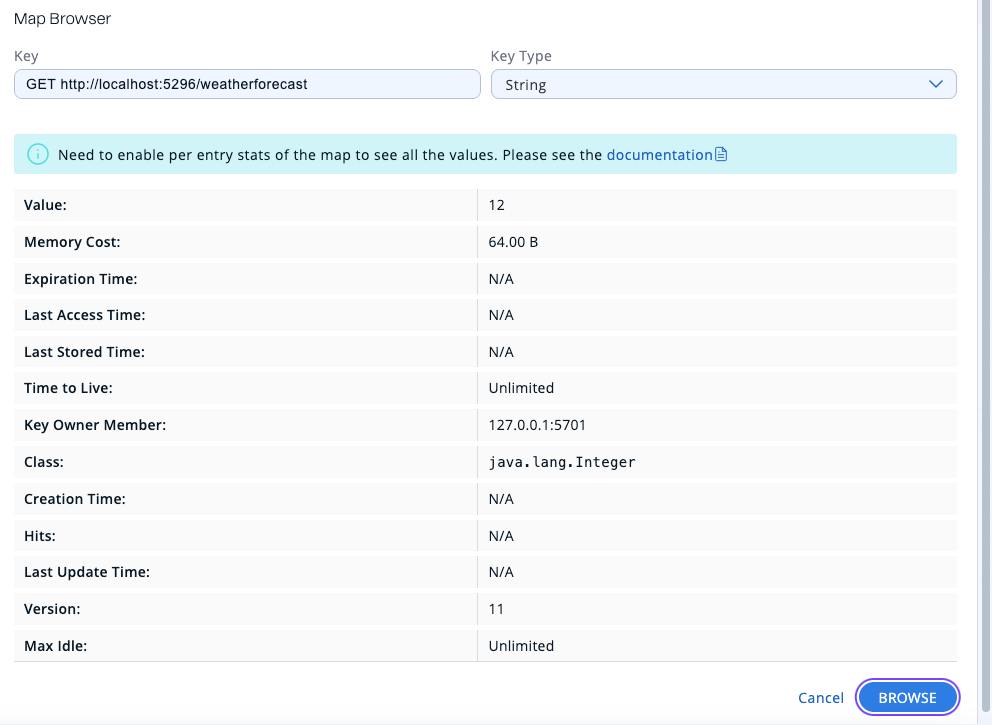 Map Browser
Key
Key Type
GET http://localhost:5296/weatherforecast
String
Need to enable per entry stats of the map to see all the values. Please see the documentation
Value: 12
Memory Cost: 64.00 B
Expiration Time: N/A
Last Access Time: N/A
Last Stored Time: N/A
Time to Live: Unlimited
Key Owner Member: 127.0.0.1:5701
Class: java.lang.Integer
Creation Time: N/A
Hits: N/A
Last Update Time: N/A
Version: 11
Max Idle: Unlimited
Cancel BROWSE